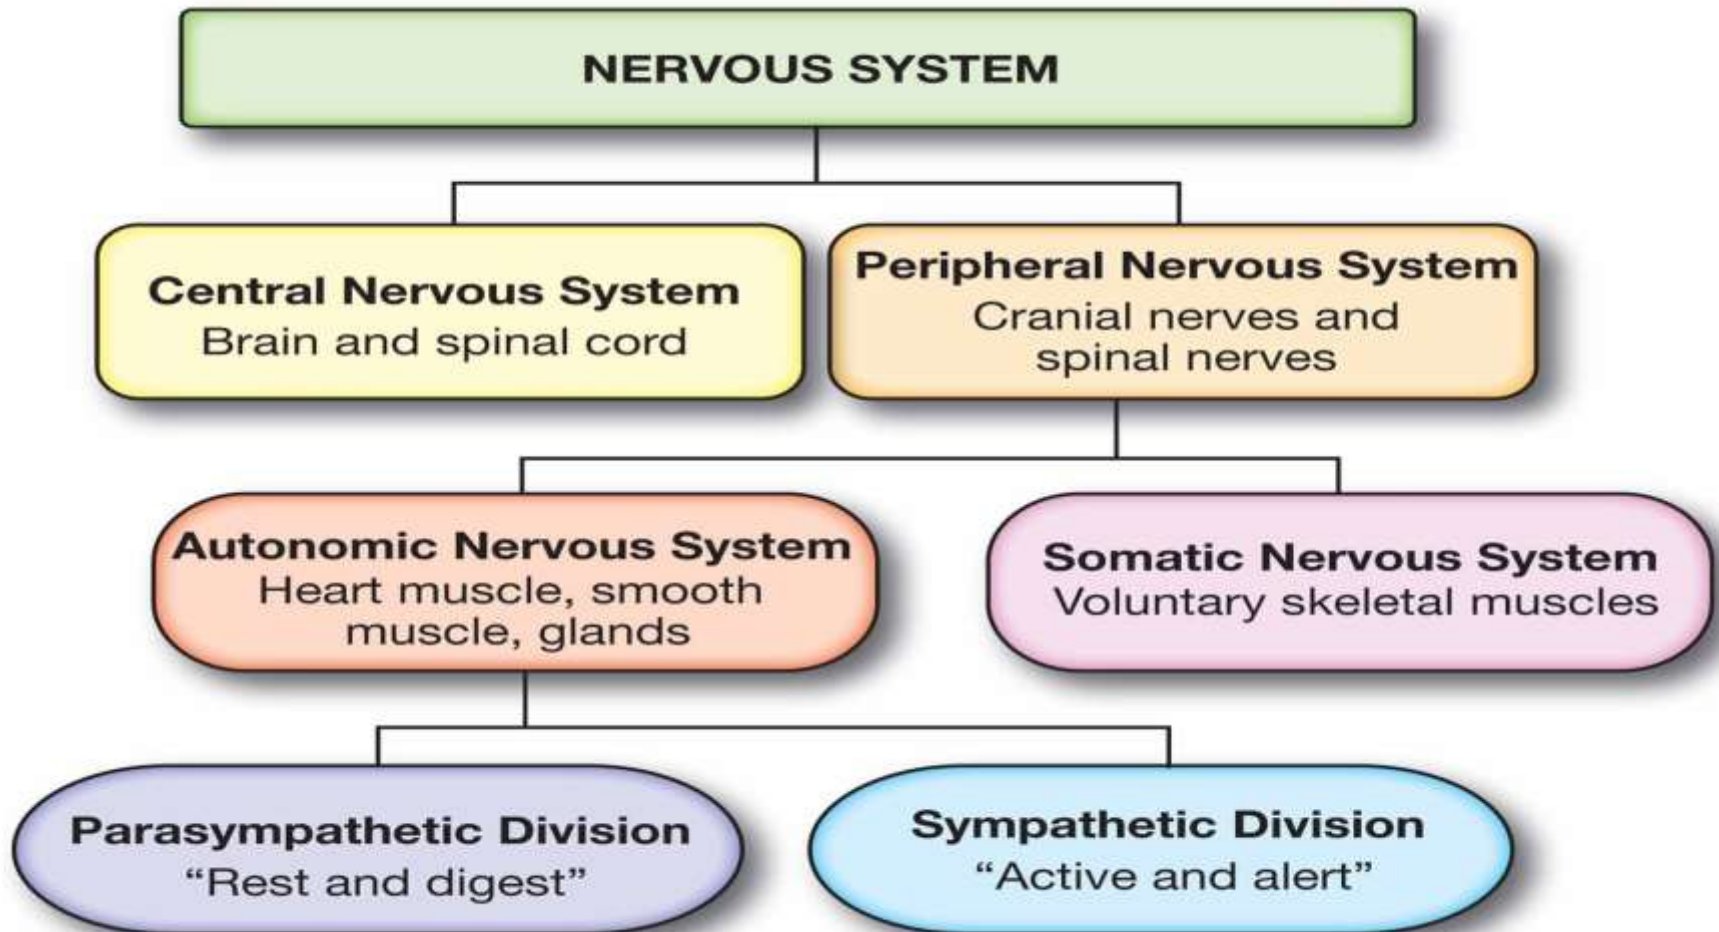 NERVOUS SYSTEM
Central Nervous System
Brain and spinal cord
Peripheral Nervous System
Cranial nerves and
spinal nerves
Autonomic Nervous System
Heart muscle, smooth
muscle, glands
Somatic Nervous System
Voluntary skeletal muscles
Parasympathetic Division
“Rest and digest”
Sympathetic Division
“Active and alert”